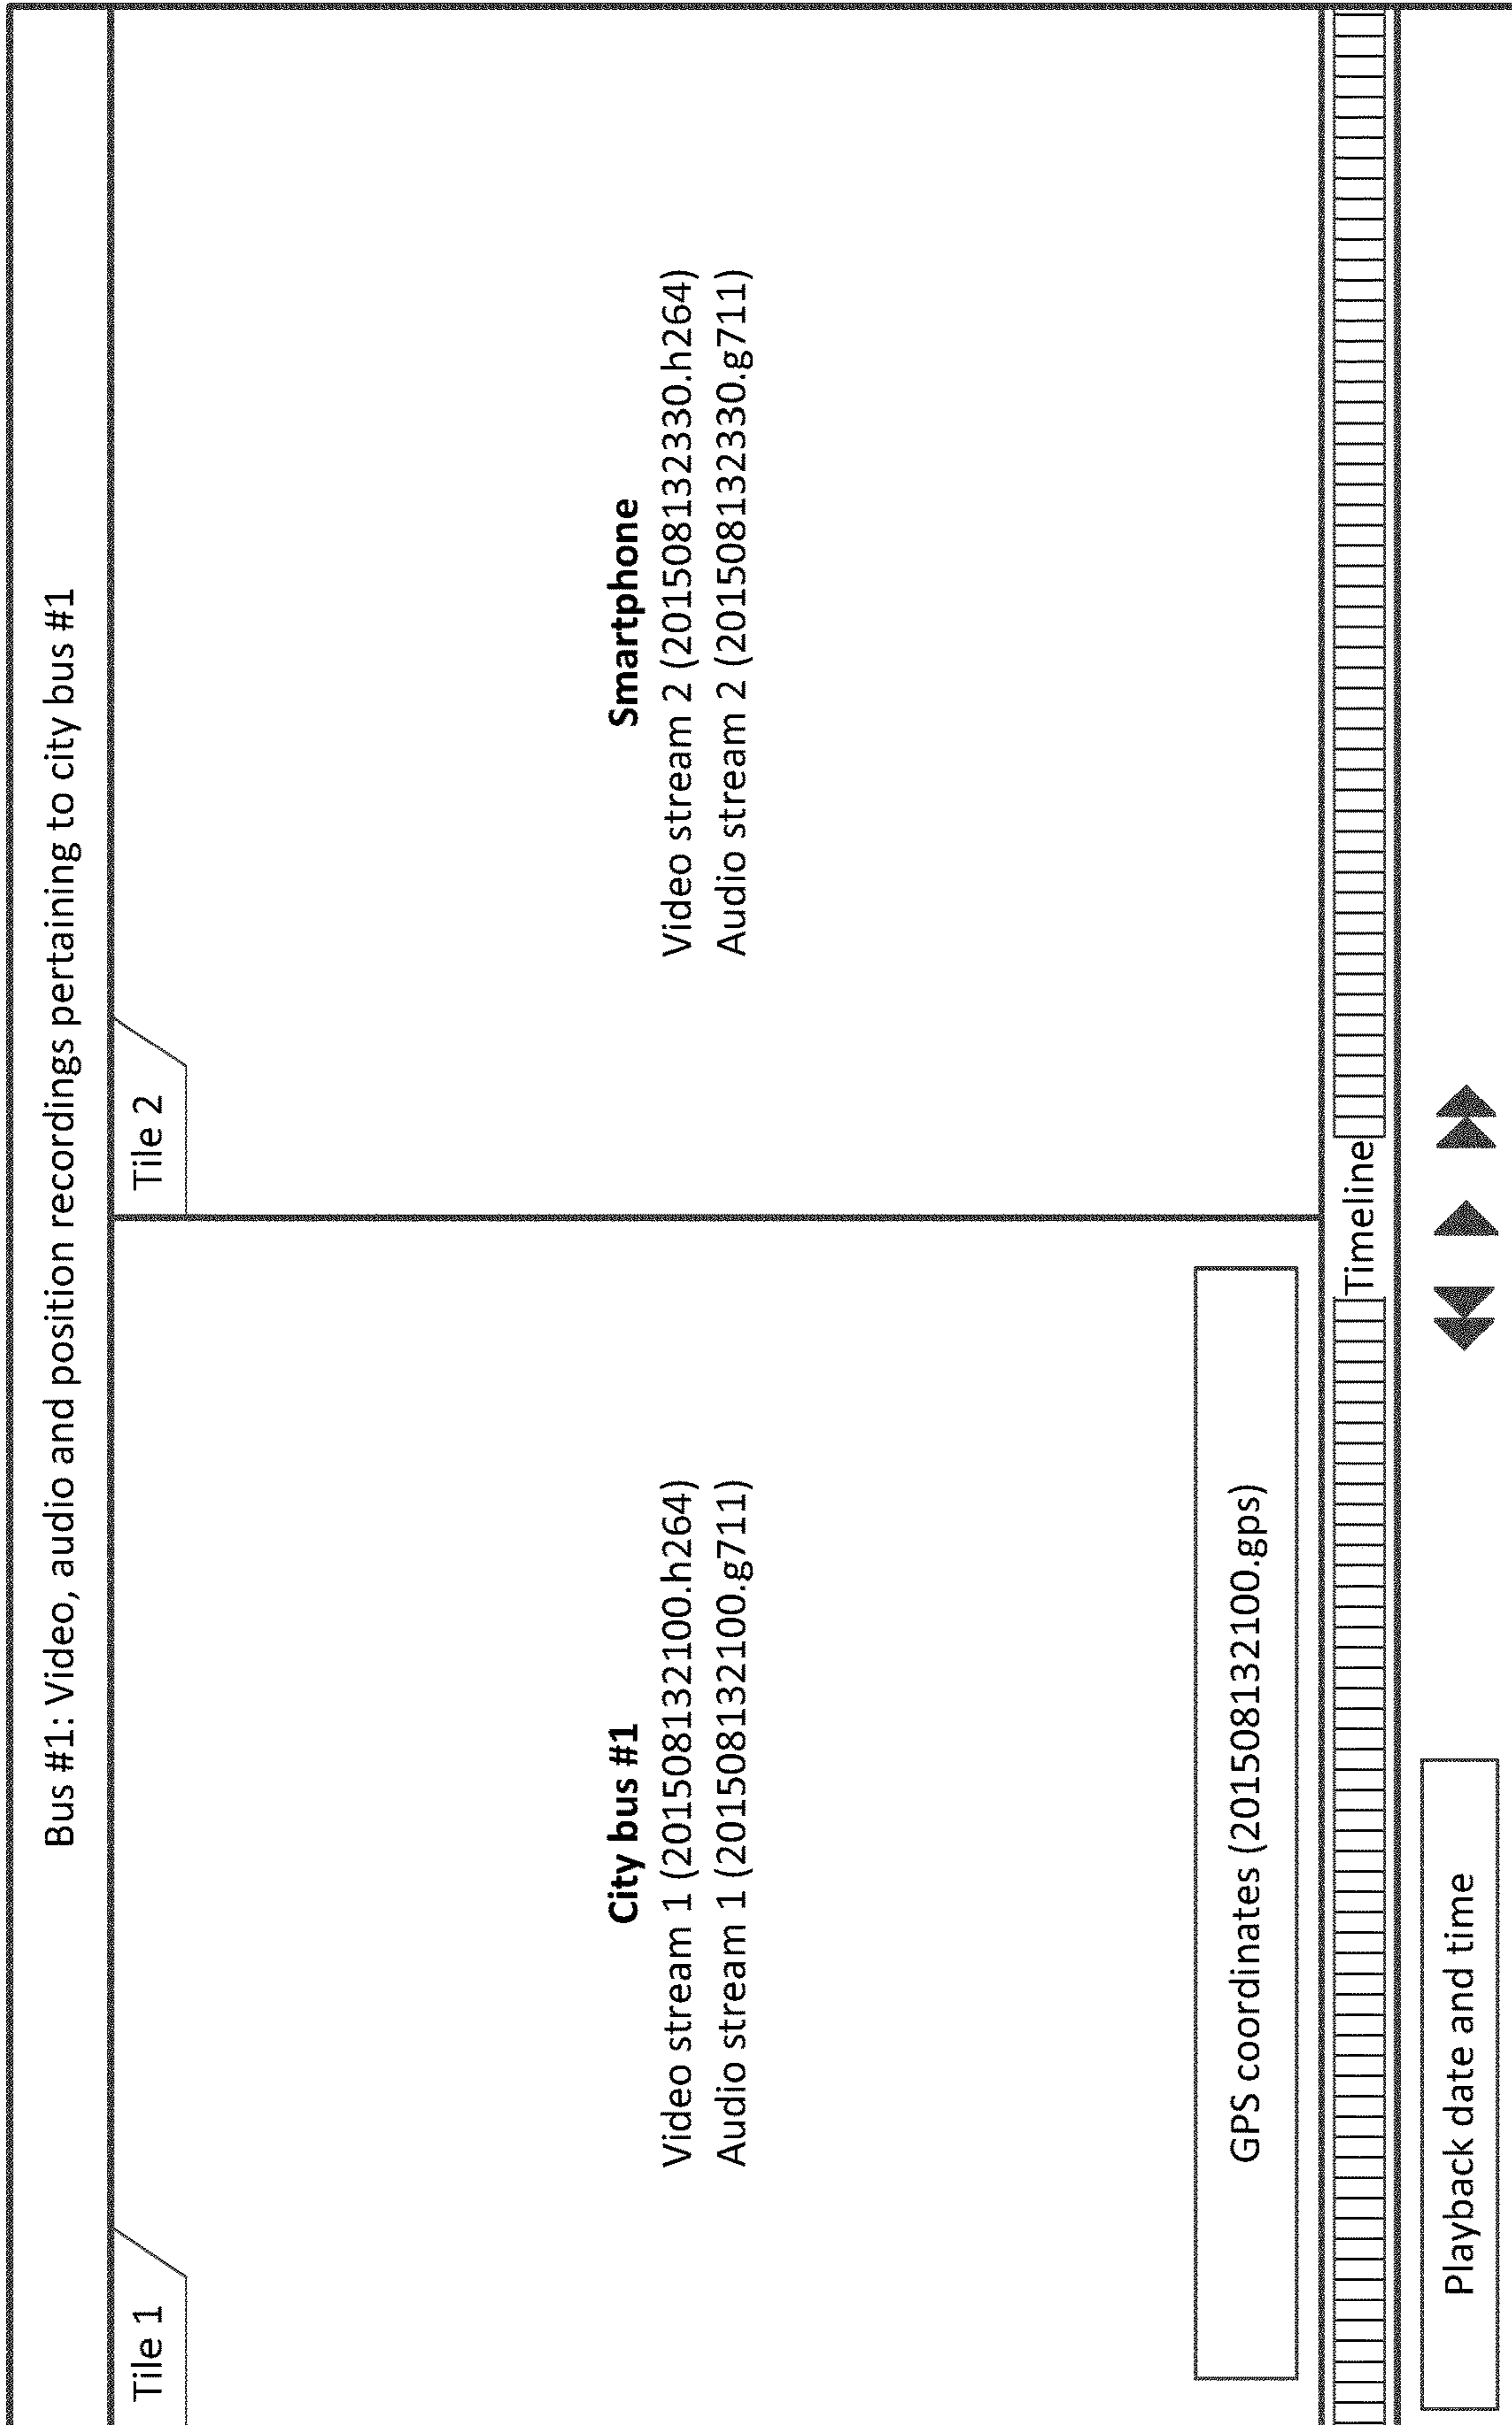 Bus #1: Video, audio and position recordings pertaining to city bus #1
Tile 1
City bus #1
Video stream 1 (201508132100.h264)
Audio stream 1 (201508132100.g711)
GPS coordinates (201508132100.gps)
Tile 2
Smartphone
Video stream 2 (201508132330.h264)
Audio stream 2 (201508132330.g711)
Timeline
Playback date and time